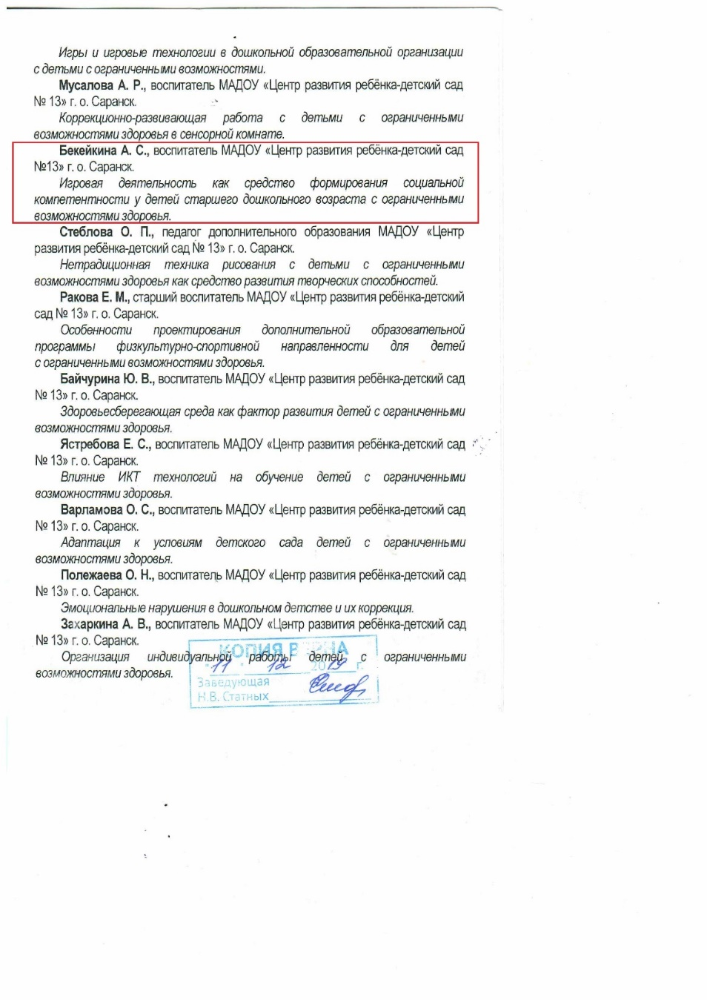 Игры и игровые технологии в дошкольной образовательной организации
с детьми с ограниченными возможностями.
Мусалова А. Р., воспитатель МАДОУ «Центр развития ребёнка-детский сад
№ 13» г. о. Саранск.
Коррекционно-развивающая работа с детьми с ограниченными
возможностями здоровья в сенсорной комнате.
Бекейкина А. С., воспитатель МАДОУ «Центр развития ребёнка-детский сад
№13» г. о. Саранск.
Игровая деятельность как средство формирования социальной
компетентности у детей старшего дошкольного возраста с ограниченными
возможностями здоровья.
Стеблова О. П., педагог дополнительного образования МАДОУ «Центр
развития ребёнка-детский сад № 13» г. о. Саранск.
Нетрадиционная техника рисования с детьми с ограниченными
возможностями здоровья как средство развития творческих способностей.
Ракова Е. М., старший воспитатель МАДОУ «Центр развития ребёнка-детский
сад № 13» г. о. Саранск.
Особенности проектирования дополнительной образовательной
программы физкультурно-спортивной направленности для детей
с ограниченными возможностями здоровья.
Байчурина Ю. В., воспитатель МАДОУ «Центр развития ребёнка-детский сад
№ 13» г. о. Саранск.
Здоровьесберегающая среда как фактор развития детей с ограниченными
возможностями здоровья.
Ястребова Е. С., воспитатель МАДОУ «Центр развития ребёнка-детский сад
№ 13» г. о. Саранск.
Влияние ИКТ технологий на обучение детей с ограниченными
возможностями здоровья.
Варламова О. С., воспитатель МАДОУ «Центр развития ребёнка-детский сад
№ 13» г. о. Саранск.
Адаптация к условиям детского сада детей с ограниченными
возможностями здоровья.
Полежаева О. Н., воспитатель МАДОУ «Центр развития ребёнка-детский сад
№ 13» г. о. Саранск.
Эмоциональные нарушения в дошкольном детстве и их коррекция.
Захаркина А. В., воспитатель МАДОУ «Центр развития ребёнка-детский сад
№ 13» г. о. Саранск.
Организация индивидуальной работы детей с ограниченными
возможностями здоровья.
КОПИЯ ВЕРНА
"11" 12 2019 г.
Заведующая
Н.В. Статных